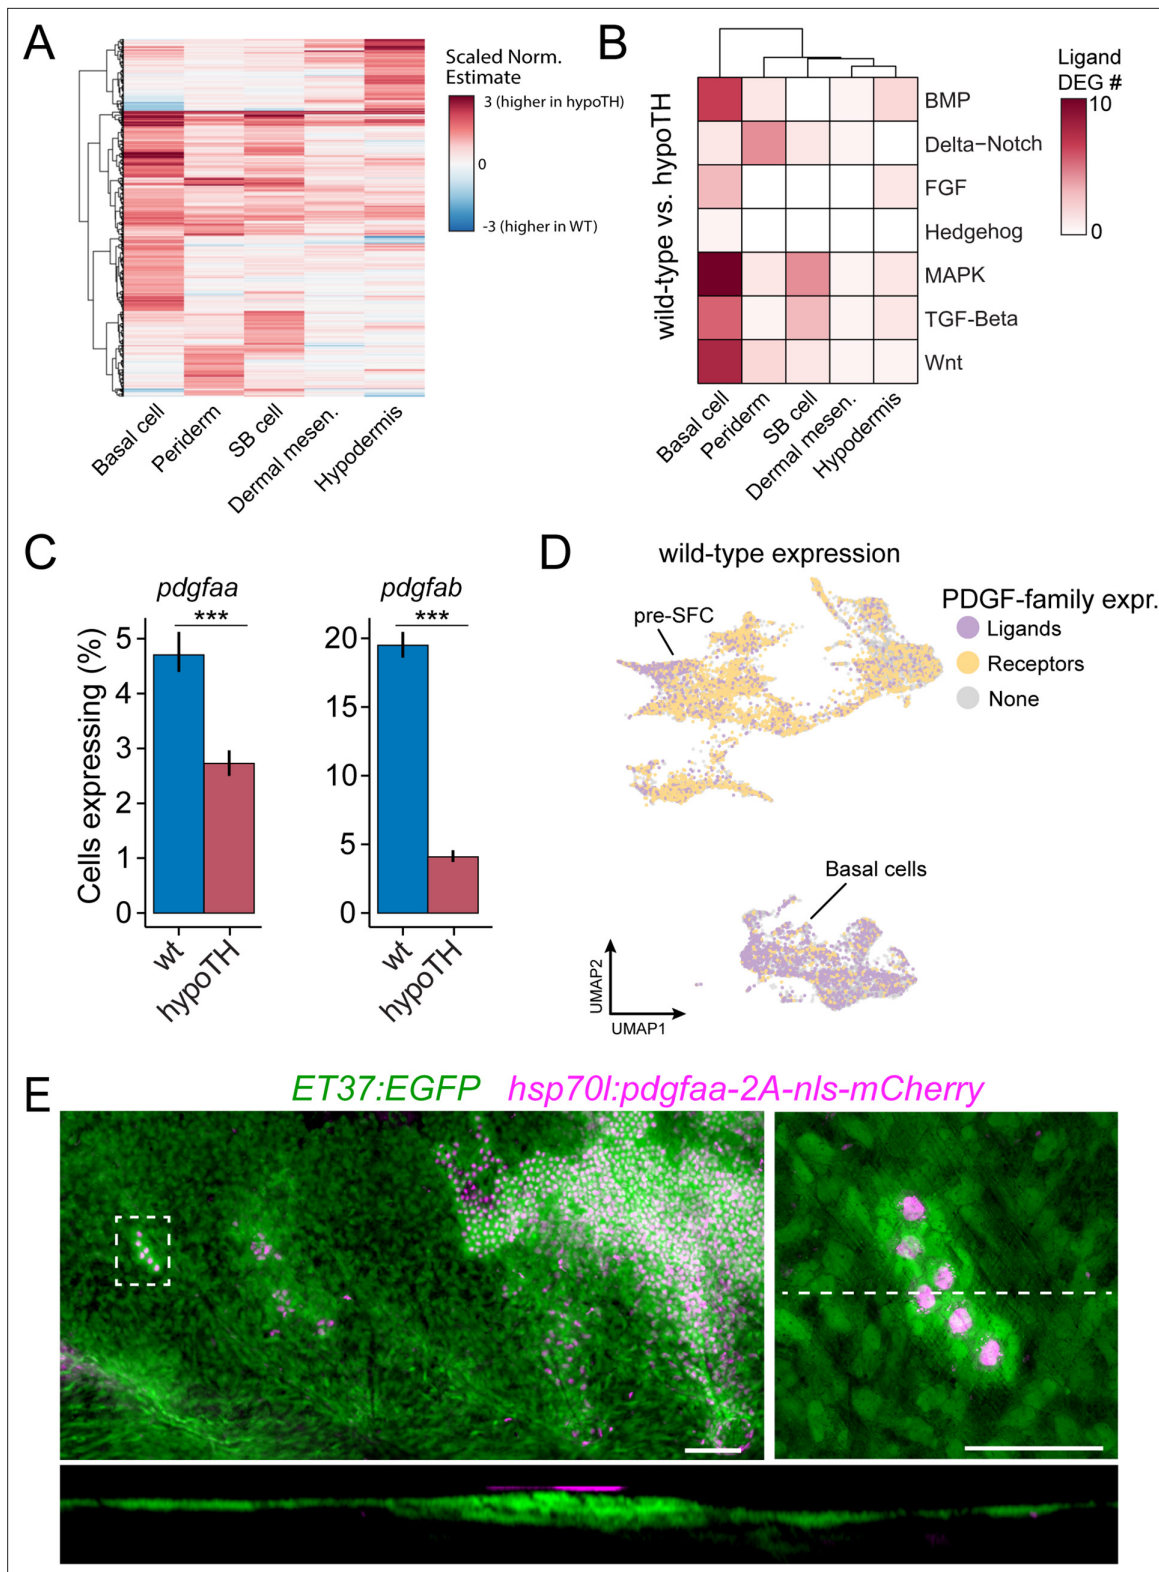 A
Scaled Norm.
Estimate
3 (higher in hypoTH)
0
-3 (higher in WT)
Basal cell
Periderm
SB cell
Dermal mesen.
Hypodermis
B
wild-type vs. hypoTH
Ligand
DEG #
10
0
BMP
Delta–Notch
FGF
Hedgehog
MAPK
TGF-Beta
Wnt
Basal cell
Periderm
SB cell
Dermal mesen.
Hypodermis
C
pdgfaa
***
Cells expressing (%)
5
4
3
2
1
0
wt
hypoTH
pdgfab
***
20
15
10
5
0
wt
hypoTH
D
wild-type expression
pre-SFC
PDGF-family expr.
Ligands
Receptors
None
Basal cells
UMAP2
UMAP1
E
ET37:EGFP hsp70l:pdgfaa-2A-nls-mCherry